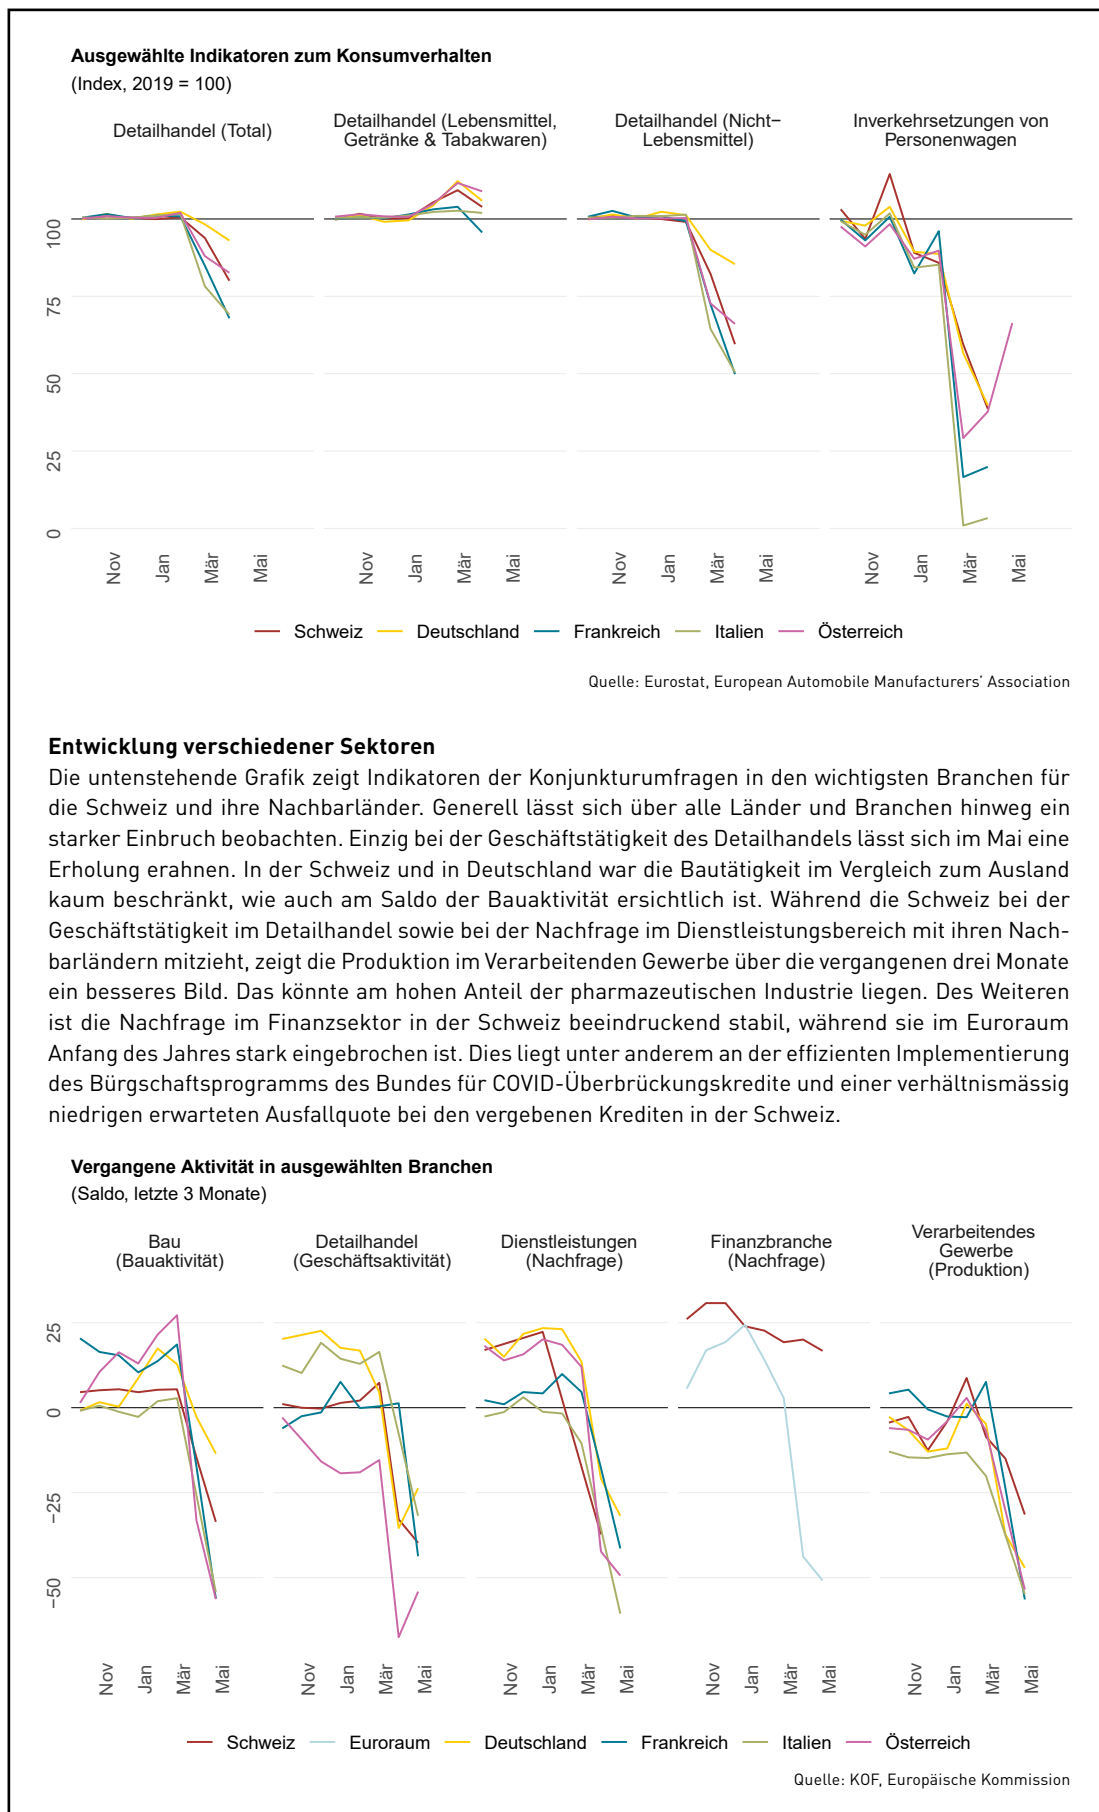 Ausgewählte Indikatoren zum Konsumverhalten
(Index, 2019 = 100)
Detailhandel (Total)
Detailhandel (Lebensmittel,
Getränke & Tabakwaren)
Detailhandel (Nicht−
Lebensmittel)
Inverkehrsetzungen von
Personenwagen
100
75
50
25
0
Nov
Jan
Mär
Mai
Nov
Jan
Mär
Mai
Nov
Jan
Mär
Mai
Nov
Jan
Mär
Mai
Schweiz
Deutschland
Frankreich
Italien
Österreich
Quelle: Eurostat, European Automobile Manufacturers' Association
Entwicklung verschiedener Sektoren
Die untenstehende Grafik zeigt Indikatoren der Konjunkturumfragen in den wichtigsten Branchen für
die Schweiz und ihre Nachbarländer. Generell lässt sich über alle Länder und Branchen hinweg ein
starker Einbruch beobachten. Einzig bei der Geschäftstätigkeit des Detailhandels lässt sich im Mai eine
Erholung erahnen. In der Schweiz und in Deutschland war die Bautätigkeit im Vergleich zum Ausland
kaum beschränkt, wie auch am Saldo der Bauaktivität ersichtlich ist. Während die Schweiz bei der
Geschäftstätigkeit im Detailhandel sowie bei der Nachfrage im Dienstleistungsbereich mit ihren Nach-
barländern mitzieht, zeigt die Produktion im Verarbeitenden Gewerbe über die vergangenen drei Monate
ein besseres Bild. Das könnte am hohen Anteil der pharmazeutischen Industrie liegen. Des Weiteren
ist die Nachfrage im Finanzsektor in der Schweiz beeindruckend stabil, während sie im Euroraum
Anfang des Jahres stark eingebrochen ist. Dies liegt unter anderem an der effizienten Implementierung
des Bürgschaftsprogramms des Bundes für COVID-Überbrückungskredite und einer verhältnismässig
niedrigen erwarteten Ausfallquote bei den vergebenen Krediten in der Schweiz.
Vergangene Aktivität in ausgewählten Branchen
(Saldo, letzte 3 Monate)
Bau
(Bauaktivität)
Detailhandel
(Geschäftsaktivität)
Dienstleistungen
(Nachfrage)
Finanzbranche
(Nachfrage)
Verarbeitendes
Gewerbe
(Produktion)
25
0
−25
−50
Nov
Jan
Mär
Mai
Nov
Jan
Mär
Mai
Nov
Jan
Mär
Mai
Nov
Jan
Mär
Mai
Nov
Jan
Mär
Mai
Schweiz
Euroraum
Deutschland
Frankreich
Italien
Österreich
Quelle: KOF, Europäische Kommission